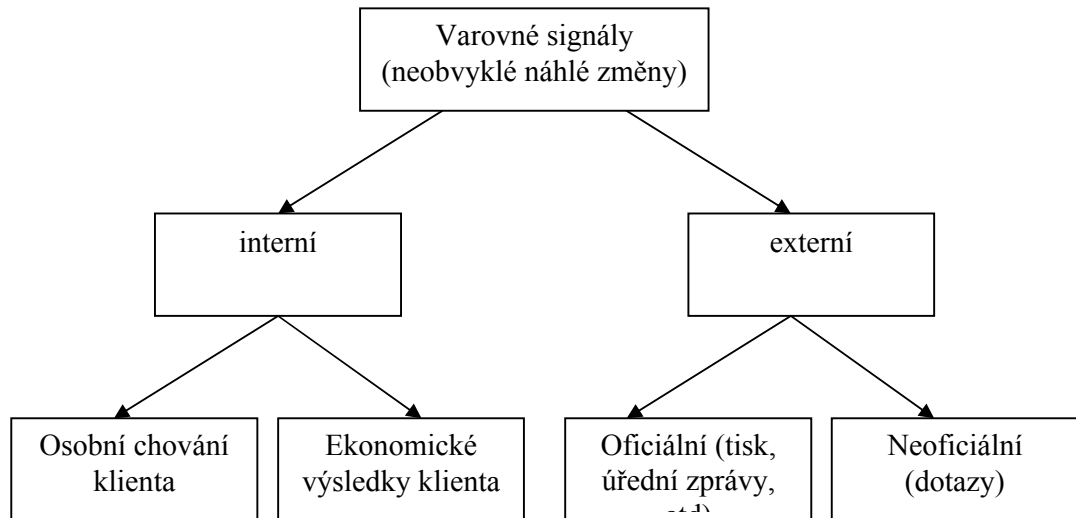 Varovné signály
(neobvyklé náhlé změny)
interní
externí
Osobní chování
klienta
Ekonomické
výsledky klienta
Oficiální (tisk,
úřední zprávy,
Neoficiální
(dotazy)